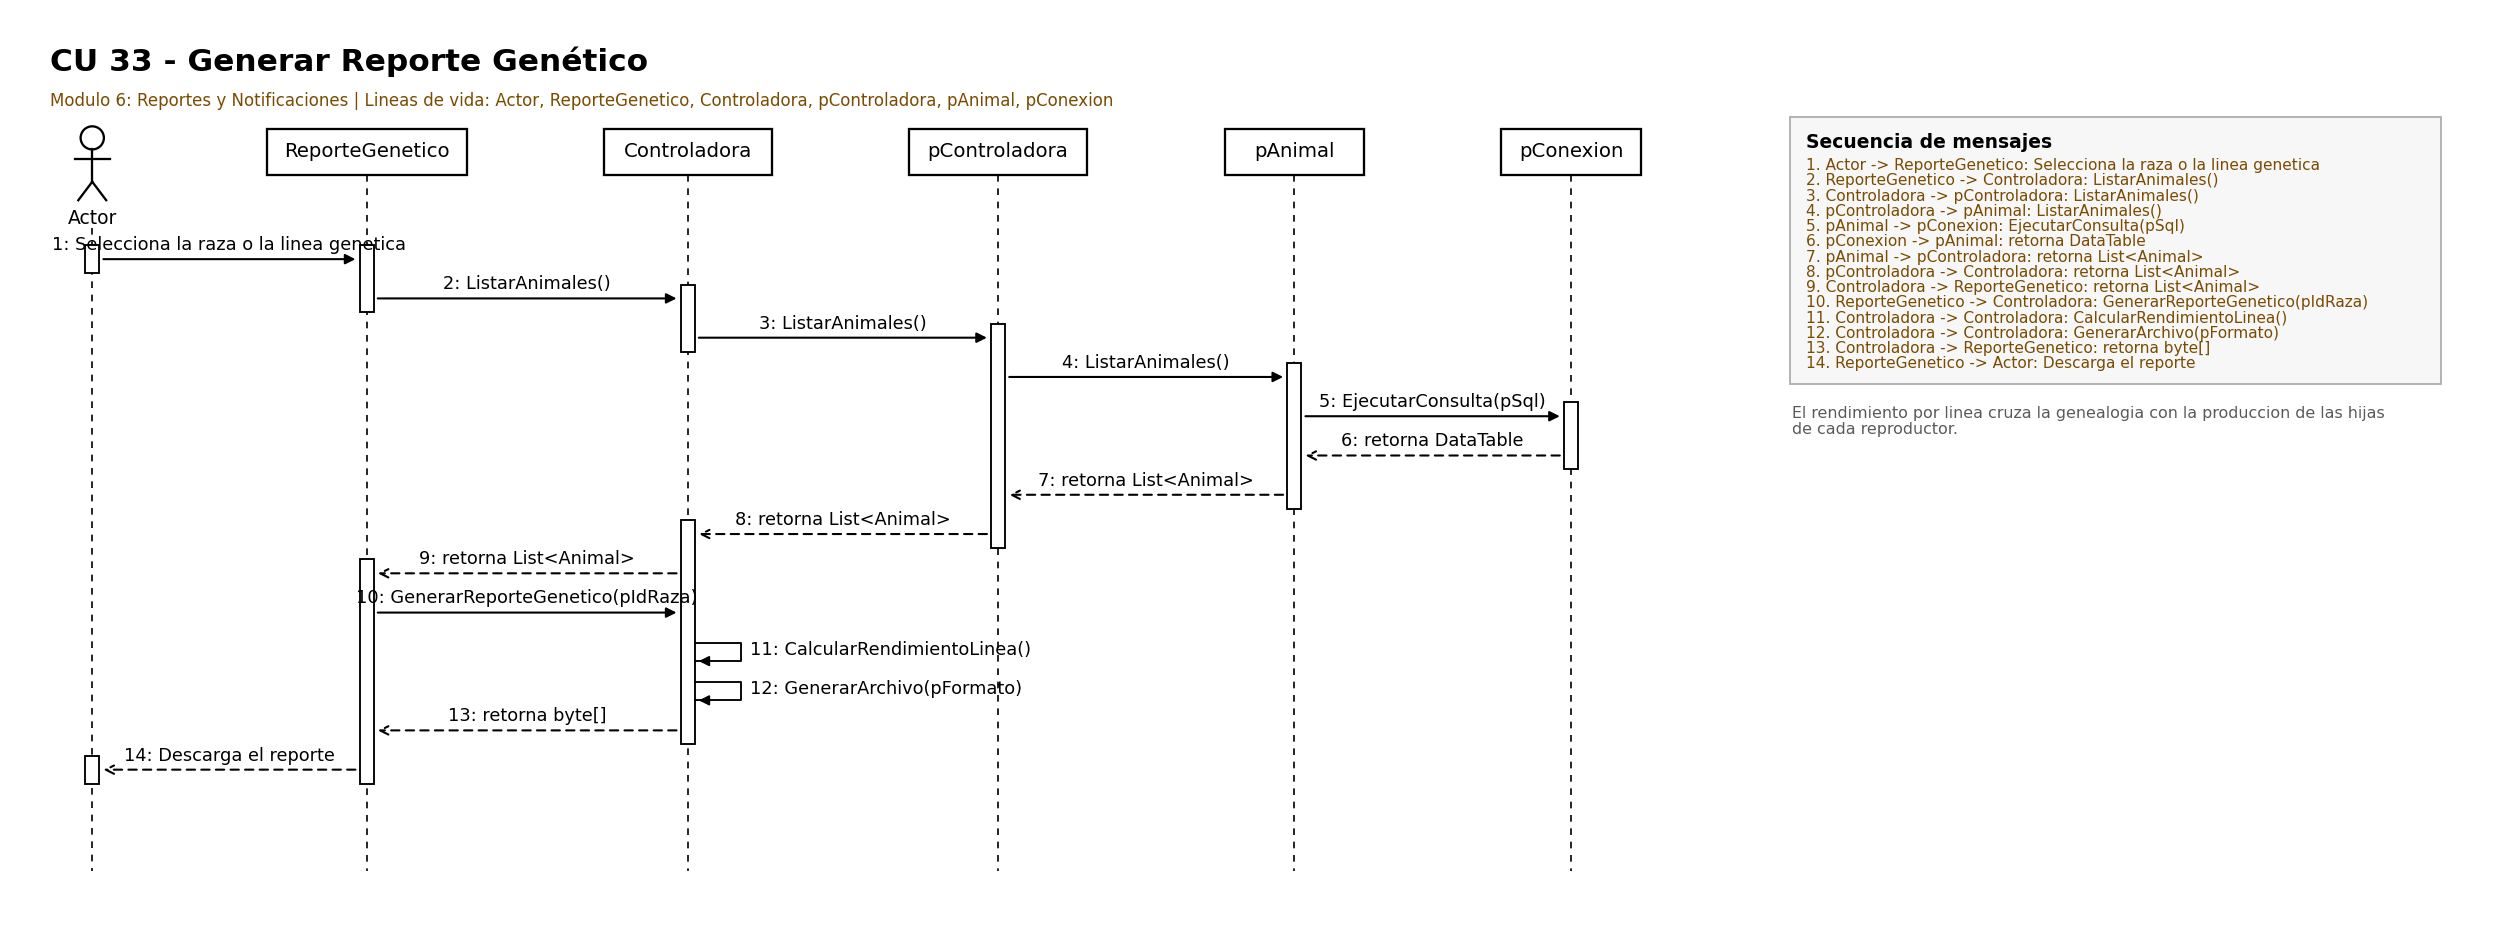 CU 33 - Generar Reporte Genético
Modulo 6: Reportes y Notificaciones | Lineas de vida: Actor, ReporteGenetico, Controladora, pControladora, pAnimal, pConexion
Actor
ReporteGenetico
Controladora
pControladora
pAnimal
pConexion
1: Selecciona la raza o la linea genetica
2: ListarAnimales()
3: ListarAnimales()
4: ListarAnimales()
5: EjecutarConsulta(pSql)
6: retorna DataTable
7: retorna List<Animal>
8: retorna List<Animal>
9: retorna List<Animal>
10: GenerarReporteGenetico(pIdRaza)
11: CalcularRendimientoLinea()
12: GenerarArchivo(pFormato)
13: retorna byte[]
14: Descarga el reporte
Secuencia de mensajes
1. Actor -> ReporteGenetico: Selecciona la raza o la linea genetica
2. ReporteGenetico -> Controladora: ListarAnimales()
3. Controladora -> pControladora: ListarAnimales()
4. pControladora -> pAnimal: ListarAnimales()
5. pAnimal -> pConexion: EjecutarConsulta(pSql)
6. pConexion -> pAnimal: retorna DataTable
7. pAnimal -> pControladora: retorna List<Animal>
8. pControladora -> Controladora: retorna List<Animal>
9. Controladora -> ReporteGenetico: retorna List<Animal>
10. ReporteGenetico -> Controladora: GenerarReporteGenetico(pIdRaza)
11. Controladora -> Controladora: CalcularRendimientoLinea()
12. Controladora -> Controladora: GenerarArchivo(pFormato)
13. Controladora -> ReporteGenetico: retorna byte[]
14. ReporteGenetico -> Actor: Descarga el reporte
El rendimiento por linea cruza la genealogia con la produccion de las hijas
de cada reproductor.